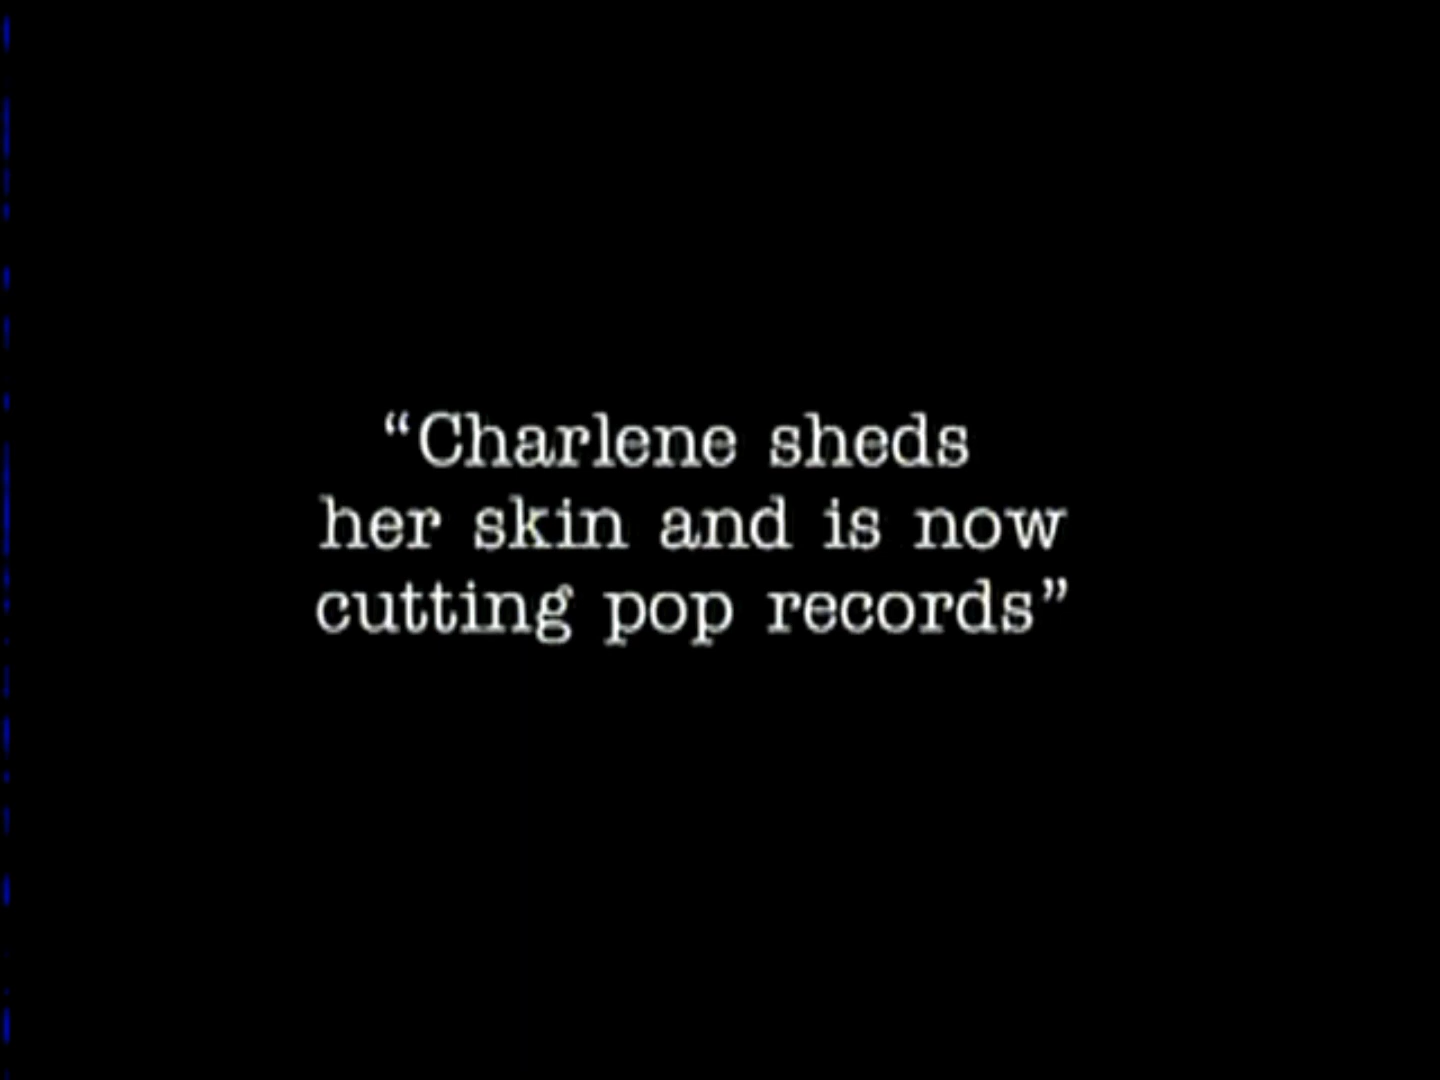 “Charlene sheds
her skin and is now
cutting pop records”